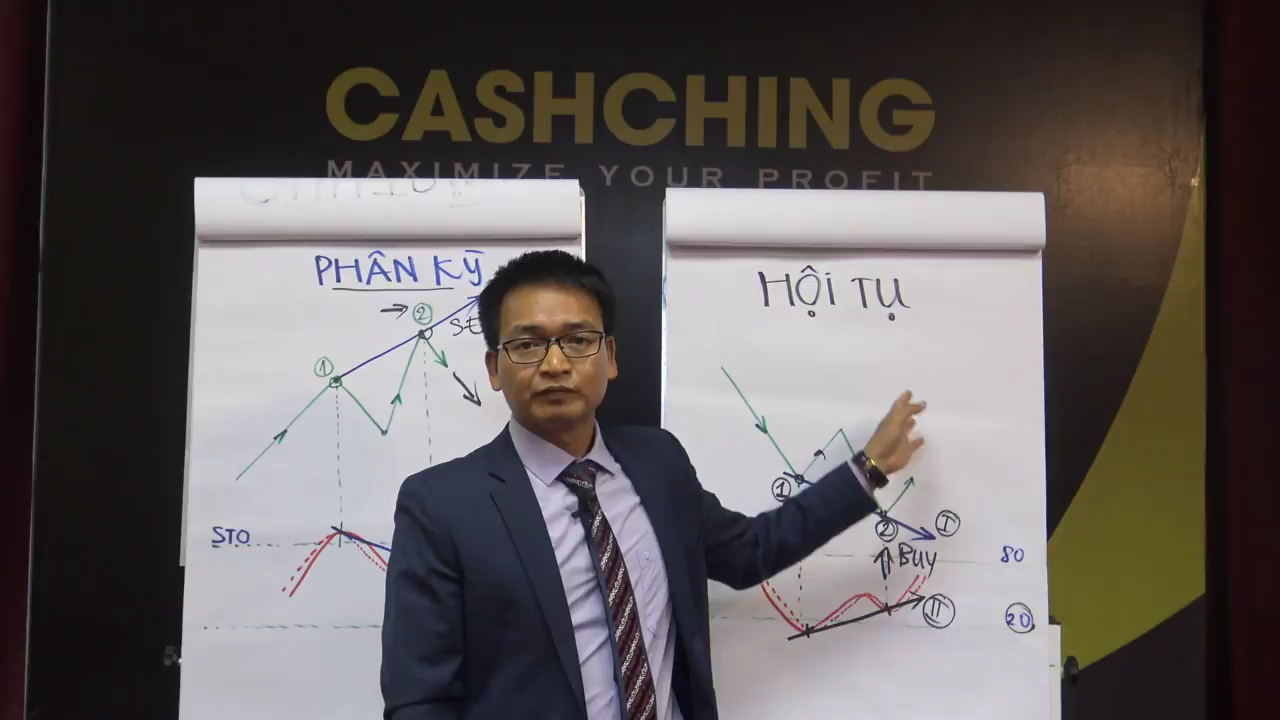 CASHCHING
MAXIMIZE YOUR PROFIT
PHÂN KỲ
2
1
STO
HỘI TỤ
1
2
I
BUY
80
II
20